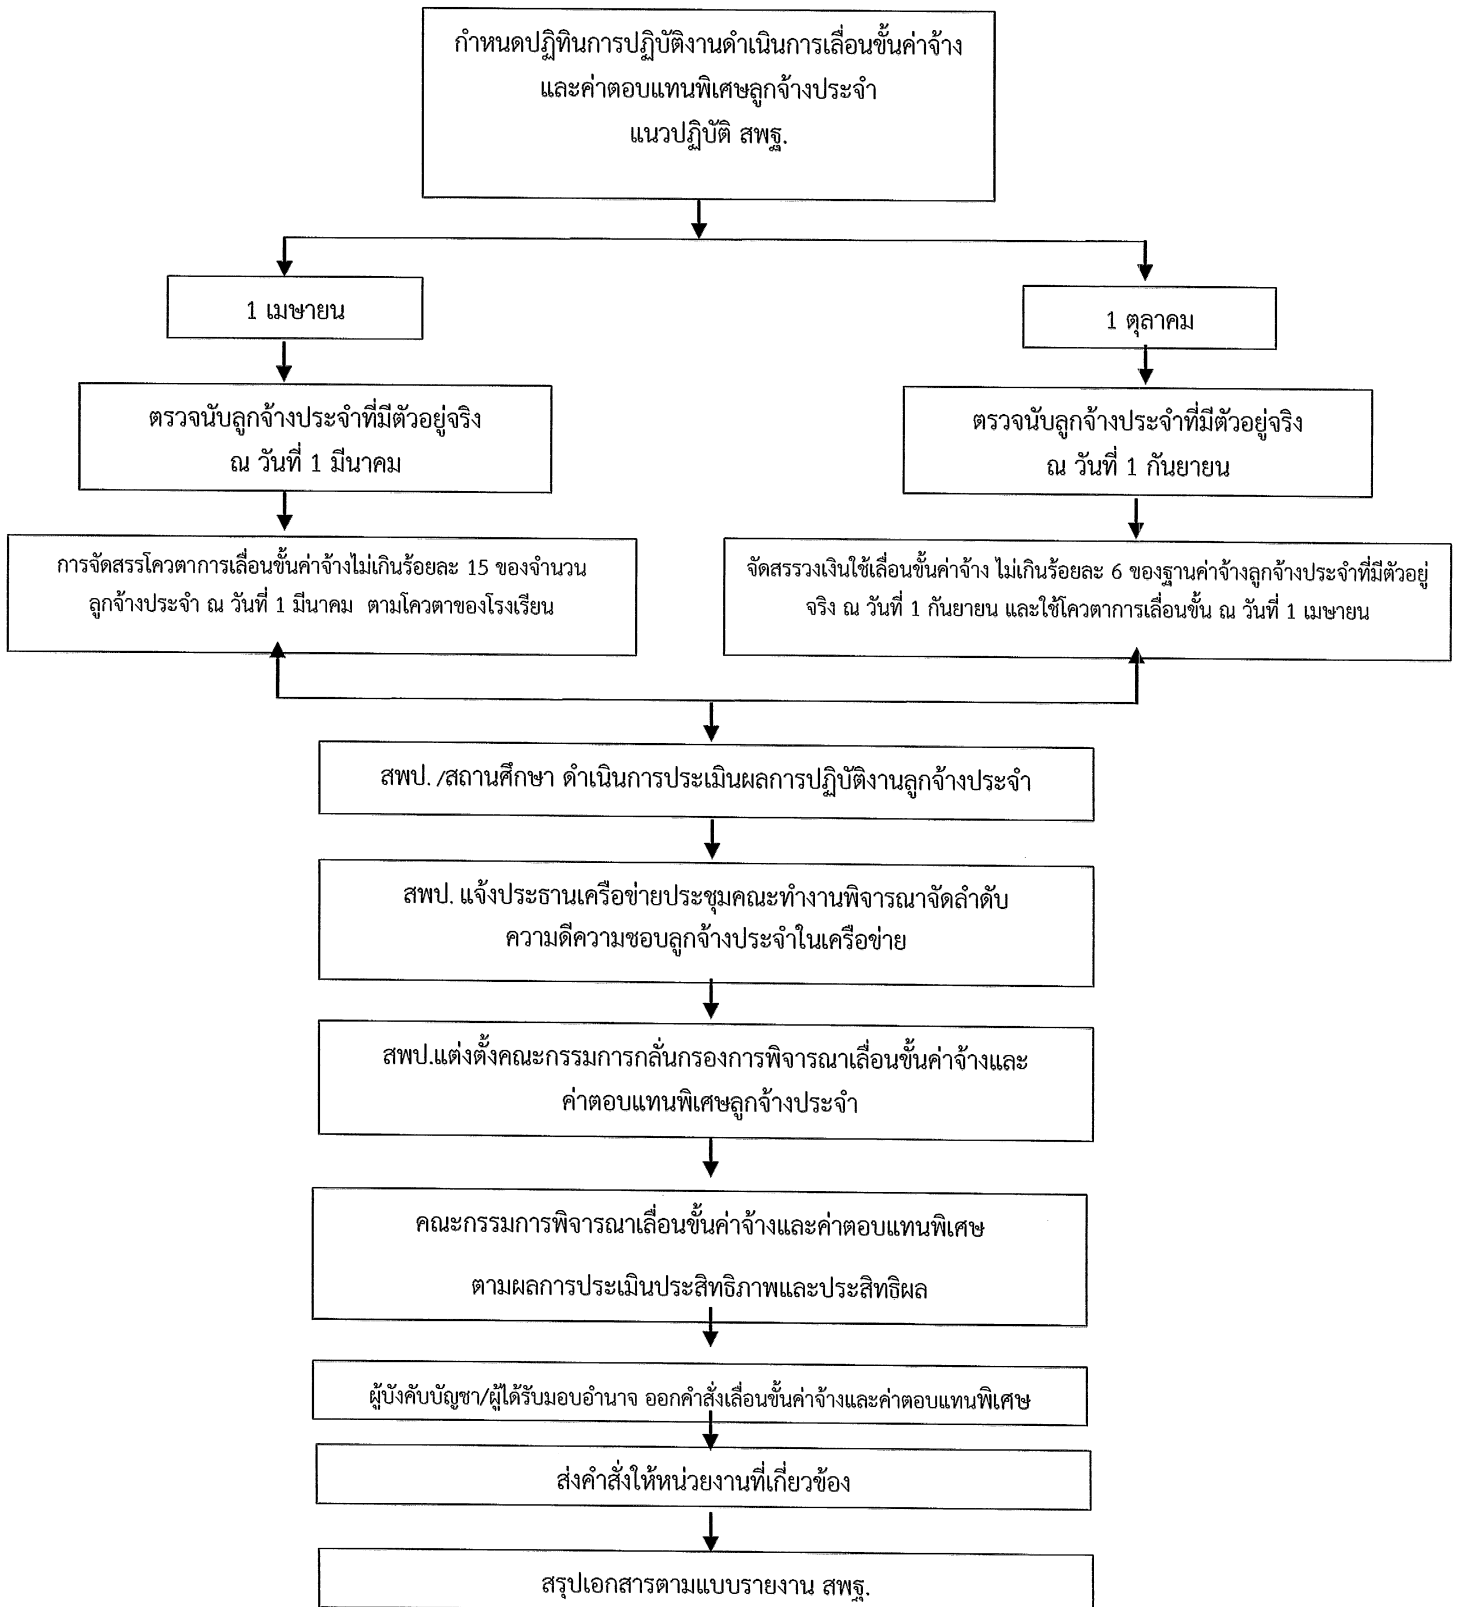 กำหนดปฏิทินการปฏิบัติงานดำเนินการเลื่อนขั้นค่าจ้าง
และค่าตอบแทนพิเศษลูกจ้างประจำ
แนวปฏิบัติ สพฐ.
1 เมษายน
1 ตุลาคม
ตรวจนับลูกจ้างประจำที่มีตัวอยู่จริง
ณ วันที่ 1 มีนาคม
ตรวจนับลูกจ้างประจำที่มีตัวอยู่จริง
ณ วันที่ 1 กันยายน
การจัดสรรโควตาการเลื่อนขั้นค่าจ้างไม่เกินร้อยละ 15 ของจำนวน
ลูกจ้างประจำ ณ วันที่ 1 มีนาคม ตามโควตาของโรงเรียน
จัดสรรวงเงินใช้เลื่อนขั้นค่าจ้าง ไม่เกินร้อยละ 6 ของฐานค่าจ้างลูกจ้างประจำที่มีตัวอยู่
จริง ณ วันที่ 1 กันยายน และใช้โควตาการเลื่อนขั้น ณ วันที่ 1 เมษายน
สพป. /สถานศึกษา ดำเนินการประเมินผลการปฏิบัติงานลูกจ้างประจำ
สพป. แจ้งประธานเครือข่ายประชุมคณะทำงานพิจารณาจัดลำดับ
ความดีความชอบลูกจ้างประจำในเครือข่าย
สพป.แต่งตั้งคณะกรรมการกลั่นกรองการพิจารณาเลื่อนขั้นค่าจ้างและ
ค่าตอบแทนพิเศษลูกจ้างประจำ
คณะกรรมการพิจารณาเลื่อนขั้นค่าจ้างและค่าตอบแทนพิเศษ
ตามผลการประเมินประสิทธิภาพและประสิทธิผล
ผู้บังคับบัญชา/ผู้ได้รับมอบอำนาจ ออกคำสั่งเลื่อนขั้นค่าจ้างและค่าตอบแทนพิเศษ
ส่งคำสั่งให้หน่วยงานที่เกี่ยวข้อง
สรุปเอกสารตามแบบรายงาน สพฐ.